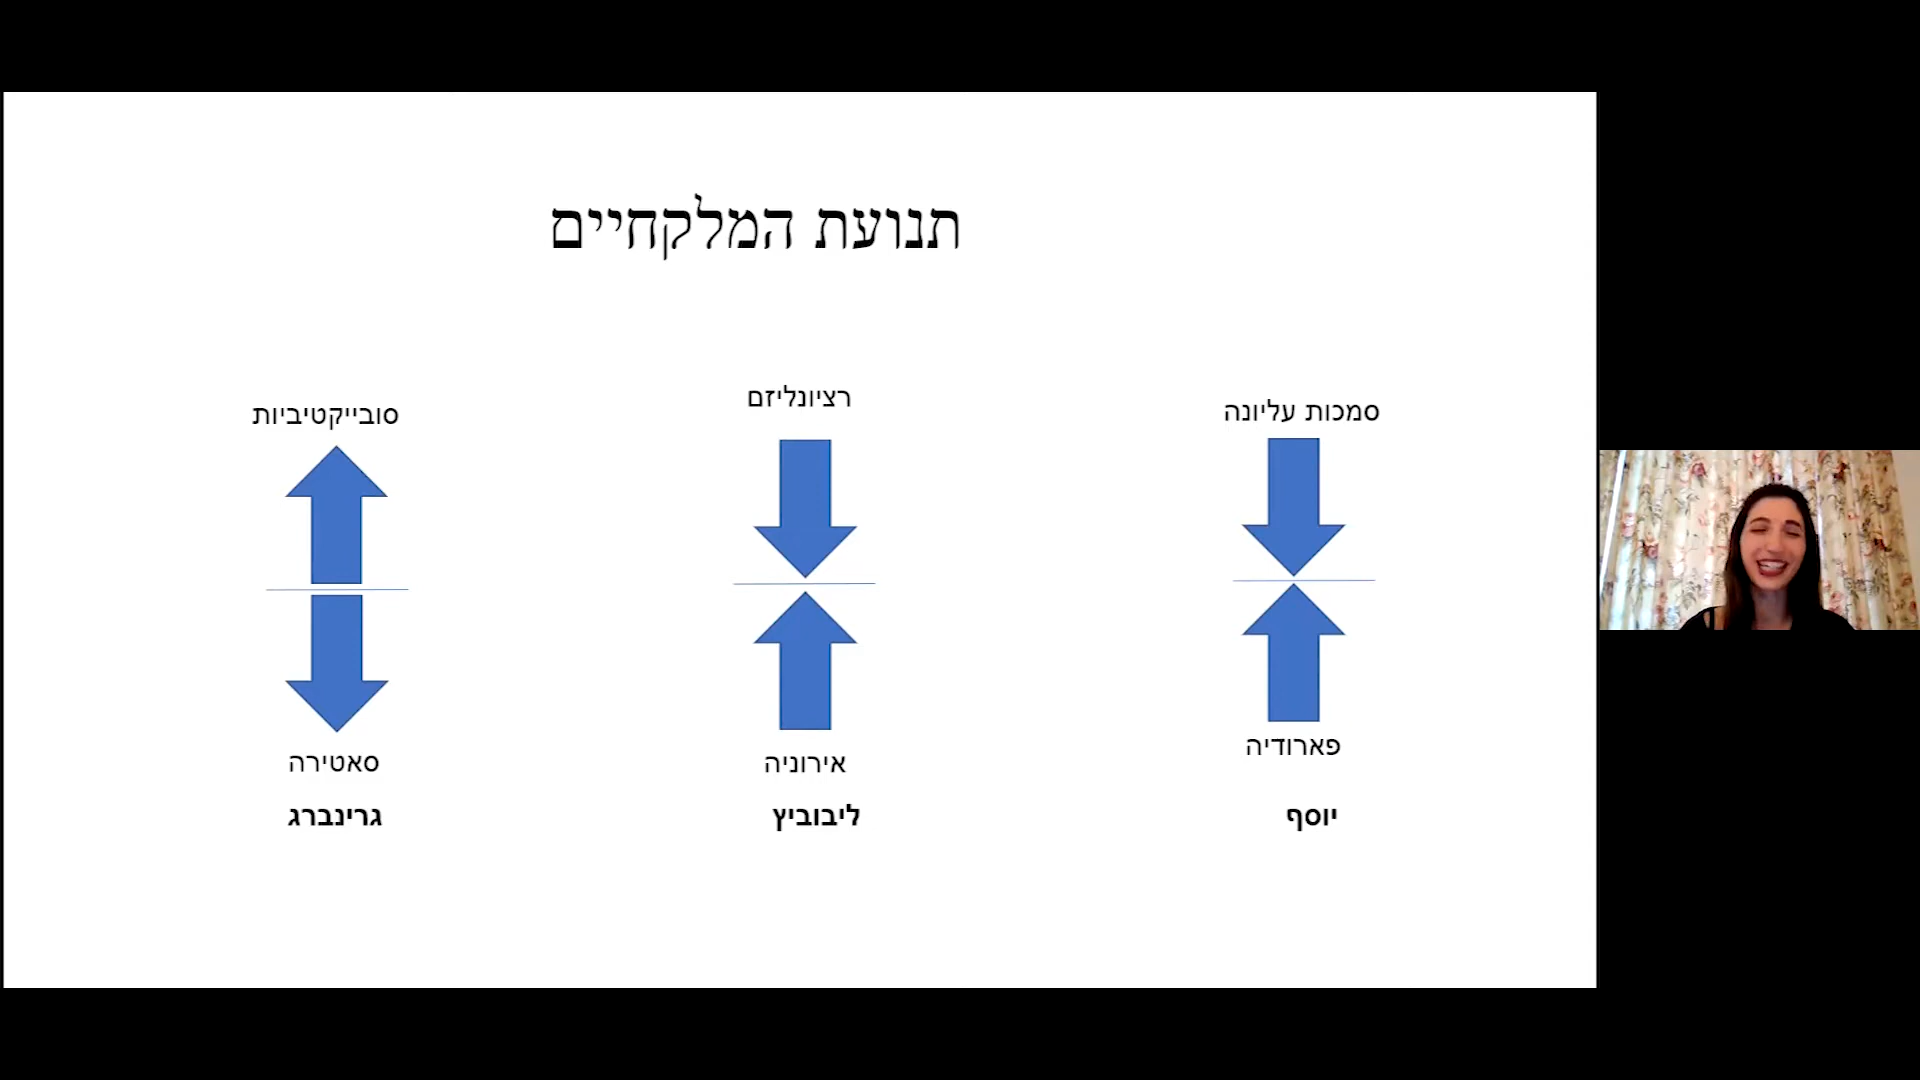 תנועת המלקחיים
סמכות עליונה
פארודיה
יוסף
רציונליזם
אירוניה
ליבוביץ
סובייקטיביות
סאטירה
גרינברג